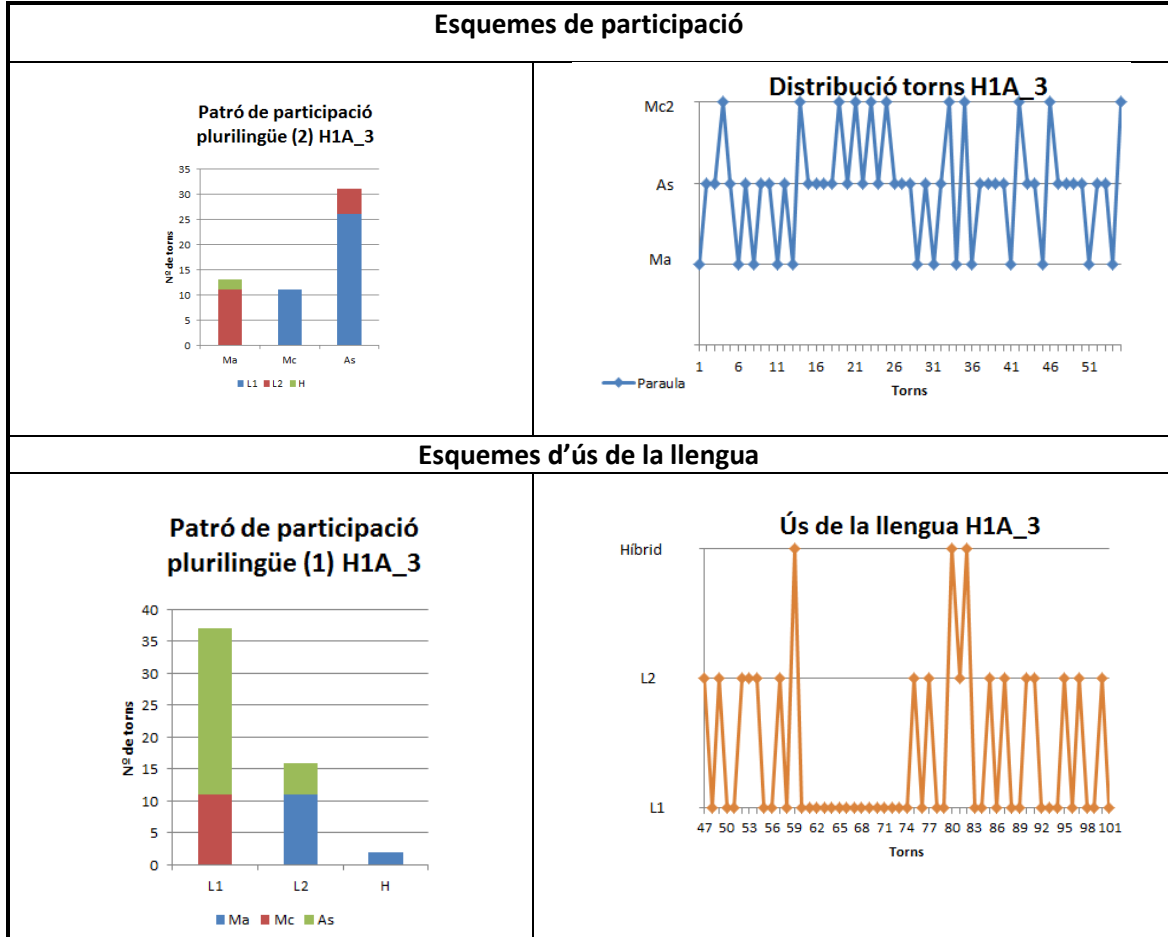 Esquemes de participació
Patró de participació
plurilingüe (2) H1A_3
35
30
25
20
15
10
5
0
Nº de torns
Ma Mc As
L1 L2 H
Distribució torns H1A_3
Mc2
As
Ma
1 6 11 16 21 26 31 36 41 46 51
Paraula
Torns
Esquemes d'ús de la llengua
Patró de participació
plurilingüe (1) H1A_3
40
35
30
25
20
15
10
5
0
Nº de torns
L1 L2 H
Ma Mc As
Ús de la llengua H1A_3
Híbrid
L2
L1
47 50 53 56 59 62 65 68 71 74 77 80 83 86 89 92 95 98 101
Torns